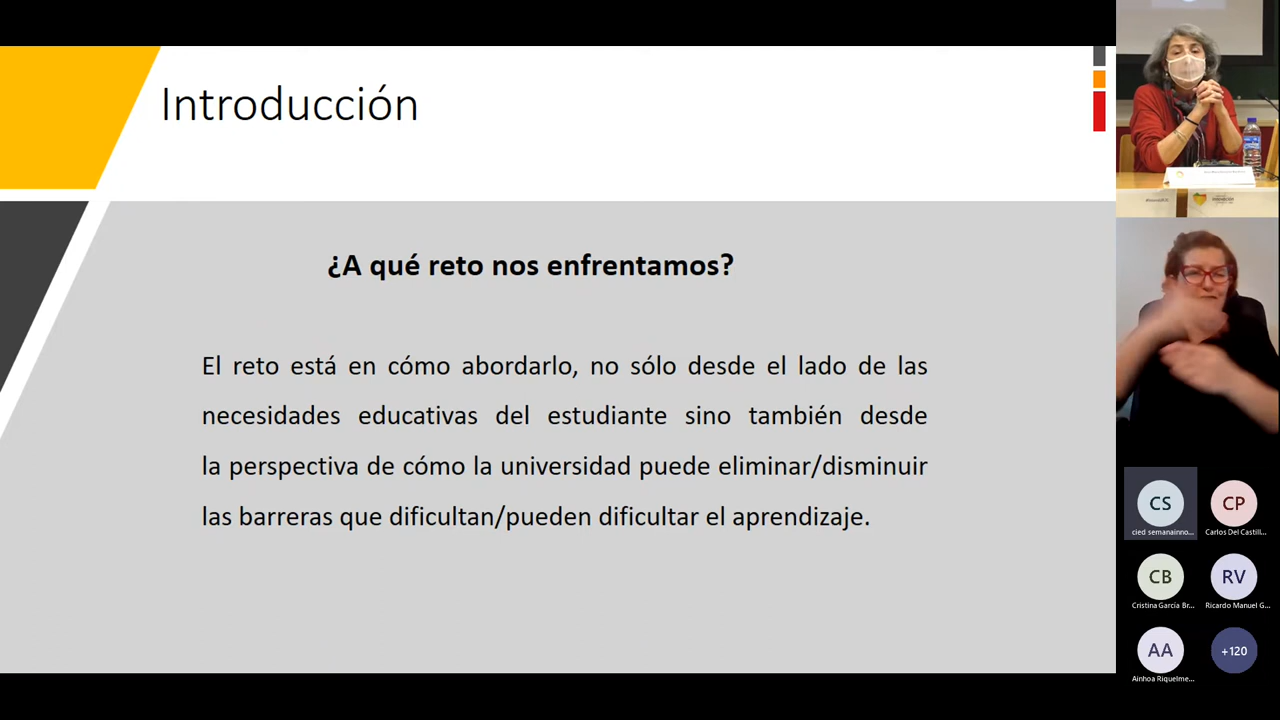 Introducción
¿A qué reto nos enfrentamos?
El reto está en cómo abordarlo, no sólo desde el lado de las
necesidades educativas del estudiante sino también desde
la perspectiva de cómo la universidad puede eliminar/disminuir
las barreras que dificultan/pueden dificultar el aprendizaje.
CS
CP
cied semanainno...
Carlos Del Castill...
CB
RV
Cristina García Br...
Ricardo Manuel G...
AA
+120
Ainhoa Riquelme...